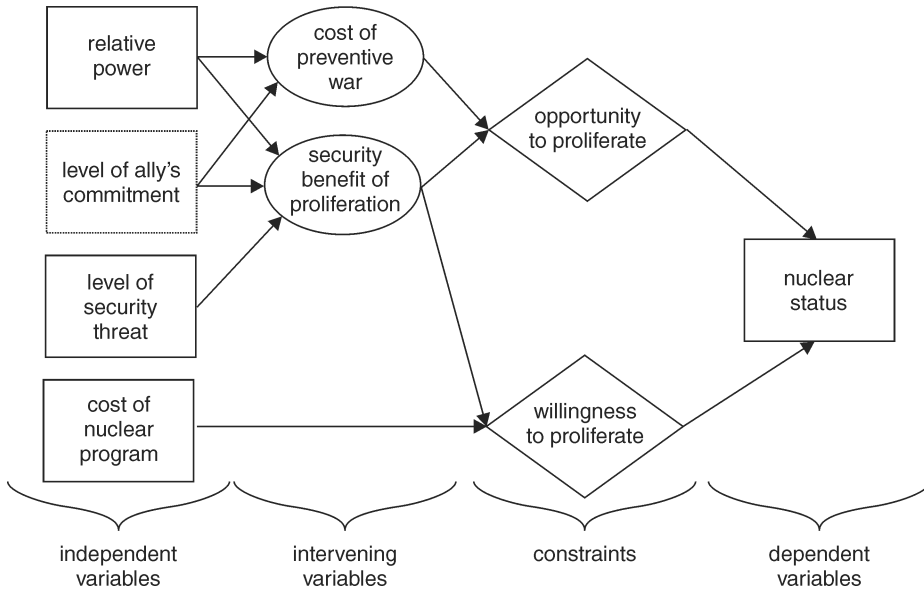 relative
power
level of ally's
commitment
level of
security
threat
cost of
nuclear
program
cost of
preventive
war
security
benefit of
proliferation
opportunity
to proliferate
willingness
to proliferate
nuclear
status
independent
variables
intervening
variables
constraints
dependent
variables